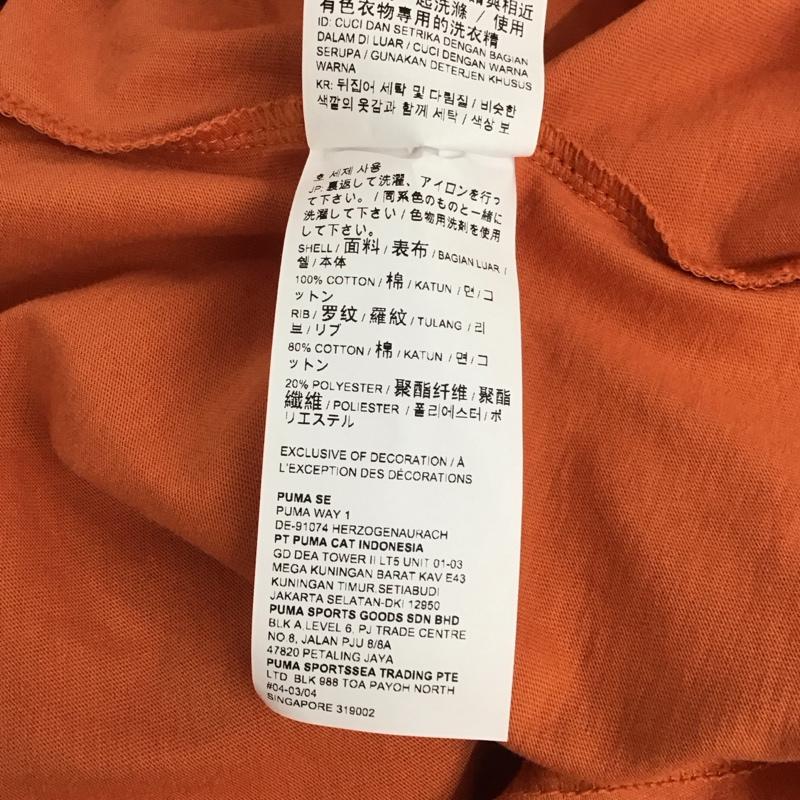 起洗滌 / 使用
有色衣物專用的洗衣精
ID: CUCI DAN SETRIKA DENGAN BAGIAN
DALAM DI LUAR / CUCI DENGAN WARNA
SERUPA / GUNAKAN DETERJEN KHUSUS
WARNA
KR: 뒤집어 세탁 및 다림질 / 비슷한
색깔의 옷감과 함께 세탁 / 색상 보
호 세제 사용
JP: 裏返して洗濯、アイロンを行っ
て下さい。 / 同系色のものと一緒に
洗濯して下さい / 色物用洗剤を使用
して下さい。
SHELL / 面料 / 表布 / BAGIAN LUAR /
쉘 / 本体
100% COTTON / 棉 / KATUN / 면 / コ
ットン
RIB / 罗纹 / 羅紋 / TULANG / 리
브 / リブ
80% COTTON / 棉 / KATUN / 면 / コ
ットン
20% POLYESTER / 聚酯纤维 / 聚酯
纖維 / POLIESTER / 폴리에스터 / ポ
リエステル
EXCLUSIVE OF DECORATION / À
L'EXCEPTION DES DÉCORATIONS
PUMA SE
PUMA WAY 1
DE-91074 HERZOGENAURACH
PT PUMA CAT INDONESIA
GD DEA TOWER II LT5 UNIT 01-03
MEGA KUNINGAN BARAT KAV E43
KUNINGAN TIMUR.SETIABUDI
JAKARTA SELATAN-DKI 12950
PUMA SPORTS GOODS SDN BHD
BLK A,LEVEL 6, PJ TRADE CENTRE
NO.8, JALAN PJU 8/8A
47820 PETALING JAYA
PUMA SPORTSSEA TRADING PTE
LTD BLK 988 TOA PAYOH NORTH
#04-03/04
SINGAPORE 319002